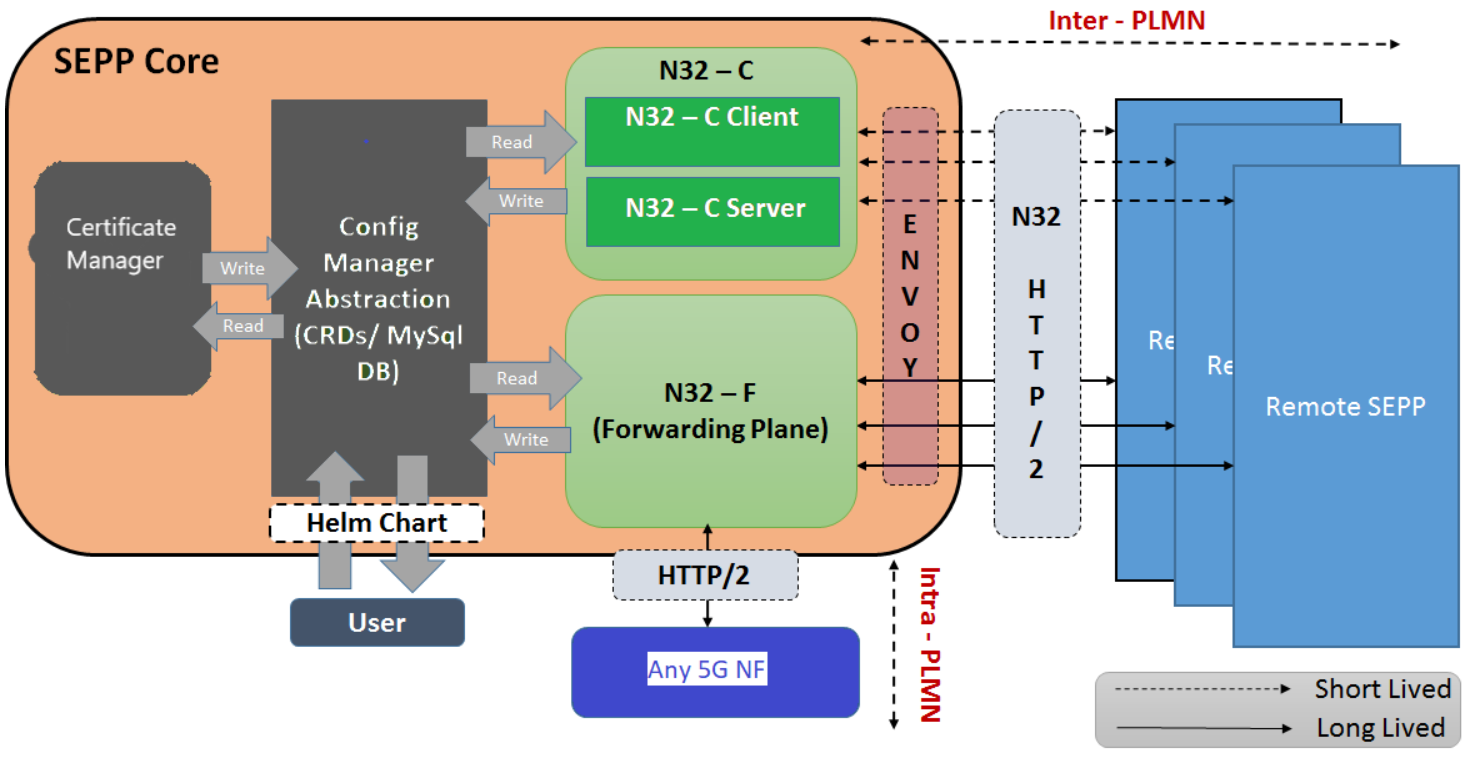 Inter - PLMN
SEPP Core
N32 – C
N32 – C Client
Read
Write
N32 – C Server
Certificate
Manager
Write
Read
Config
Manager
Abstraction
(CRDs/ MySql
DB)
Read
Write
N32 – F
(Forwarding Plane)
ENVOY
N32
HTTP/2
Re
Re
Remote SEPP
Helm Chart
User
HTTP/2
Any 5G NF
Intra - PLMN
Short Lived
Long Lived